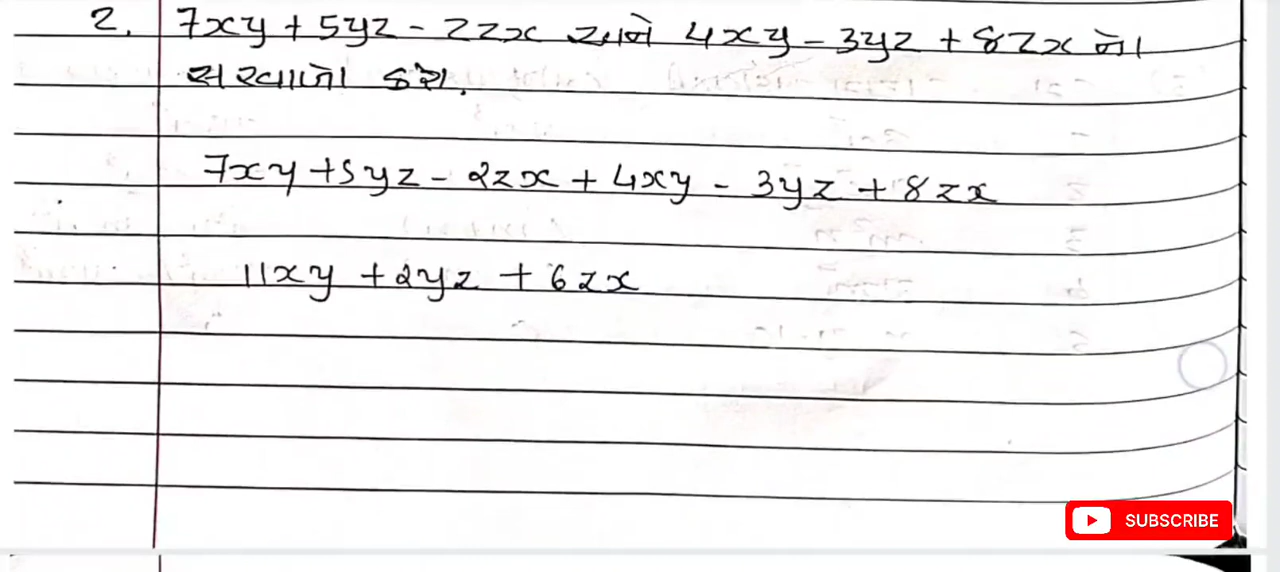 2. 7xy + 5yz - 2zx અને 4xy - 3yz + 8zx ના
સરવાળો કરો.
7xy + 5yz - 2zx + 4xy - 3yz + 8zx
11xy + 2yz + 6zx
SUBSCRIBE